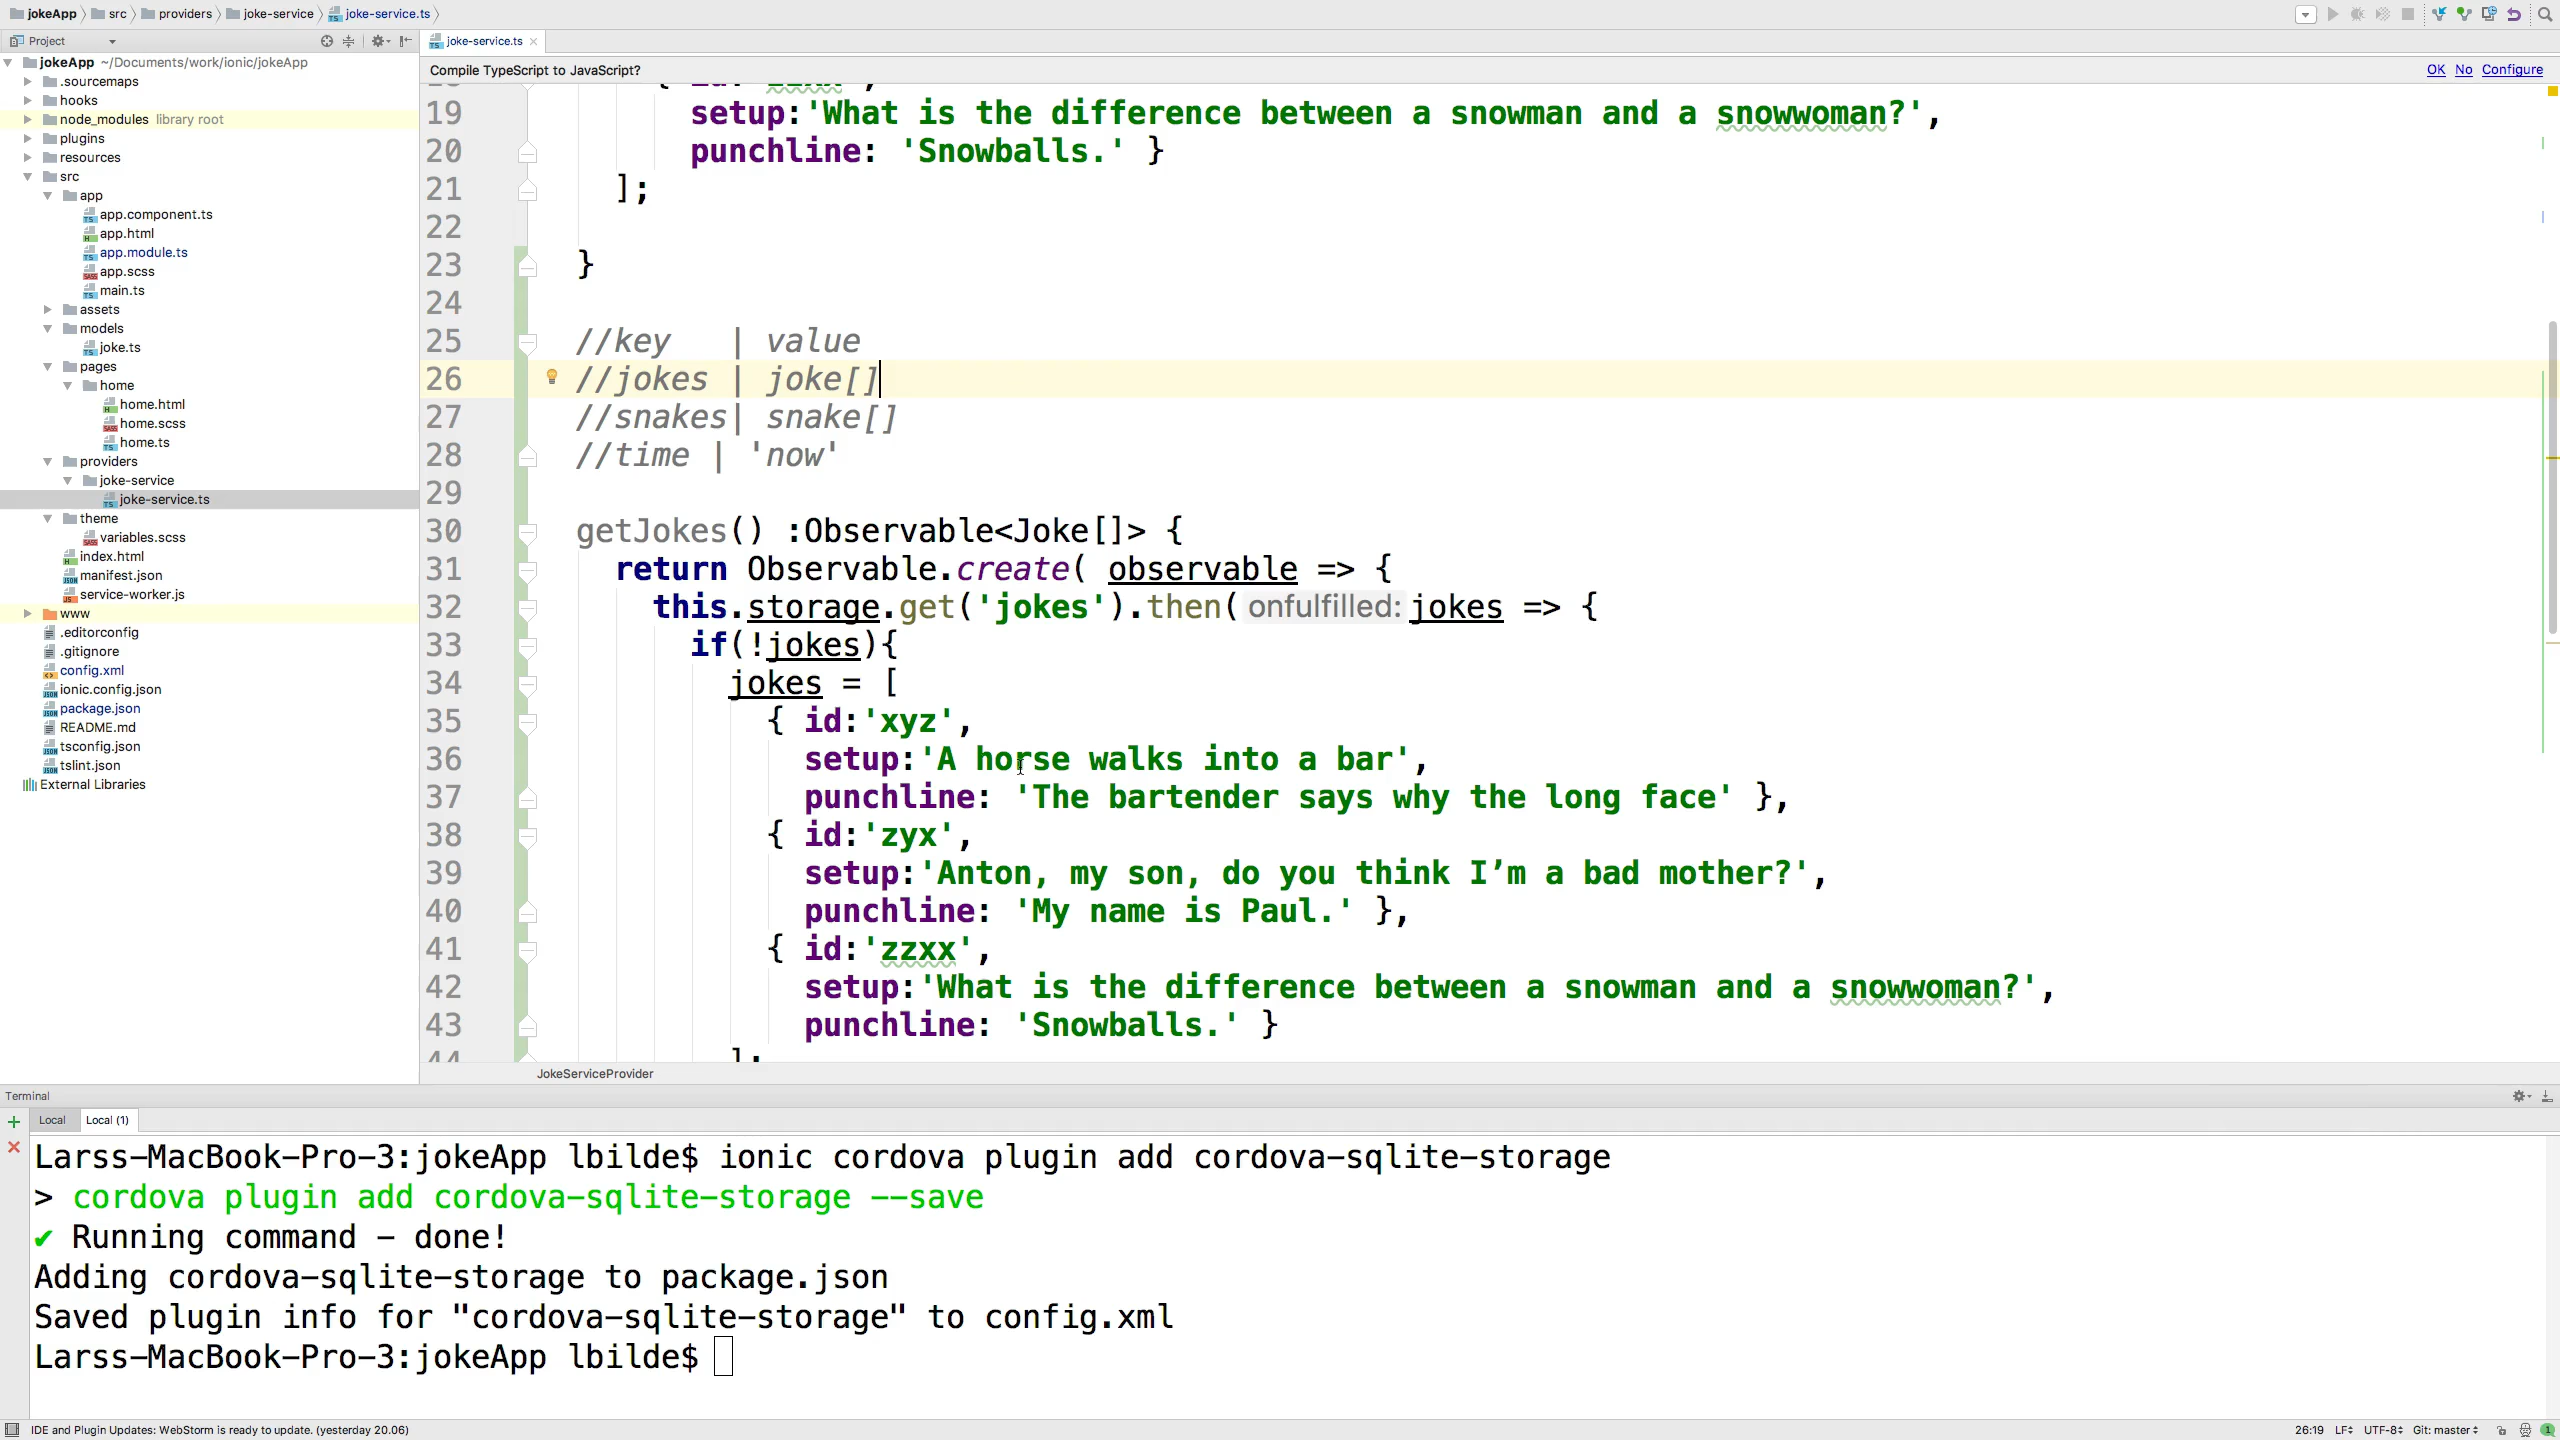 jokeApp src providers joke-service joke-service.ts
Project
joke-service.ts
jokeApp ~/Documents/work/ionic/jokeApp
.sourcemaps
hooks
node_modules library root
plugins
resources
src
app
app.component.ts
app.html
app.module.ts
app.scss
main.ts
assets
models
joke.ts
pages
home
home.html
home.scss
home.ts
providers
joke-service
joke-service.ts
theme
variables.scss
index.html
manifest.json
service-worker.js
www
.editorconfig
.gitignore
config.xml
ionic.config.json
package.json
README.md
tsconfig.json
tslint.json
External Libraries
Compile TypeScript to JavaScript? OK No Configure
19 setup:'What is the difference between a snowman and a snowwoman?',
20 punchline: 'Snowballs.' }
21 ];
22
23 }
24
25 //key | value
26 //jokes | joke[]
27 //snakes| snake[]
28 //time | 'now'
29
30 getJokes() :Observable<Joke[]> {
31 return Observable.create( observable => {
32 this.storage.get('jokes').then( onfulfilled: jokes => {
33 if(!jokes){
34 jokes = [
35 { id:'xyz',
36 setup:'A horse walks into a bar',
37 punchline: 'The bartender says why the long face' },
38 { id:'zyx',
39 setup:'Anton, my son, do you think I’m a bad mother?',
40 punchline: 'My name is Paul.' },
41 { id:'zzxx',
42 setup:'What is the difference between a snowman and a snowwoman?',
43 punchline: 'Snowballs.' }
44 ];
JokeServiceProvider
Terminal
Local Local (1)
Larss-MacBook-Pro-3:jokeApp lbilde$ ionic cordova plugin add cordova-sqlite-storage
> cordova plugin add cordova-sqlite-storage --save
✔ Running command - done!
Adding cordova-sqlite-storage to package.json
Saved plugin info for "cordova-sqlite-storage" to config.xml
Larss-MacBook-Pro-3:jokeApp lbilde$
IDE and Plugin Updates: WebStorm is ready to update. (yesterday 20.06) 26:19 LF UTF-8 Git: master 1